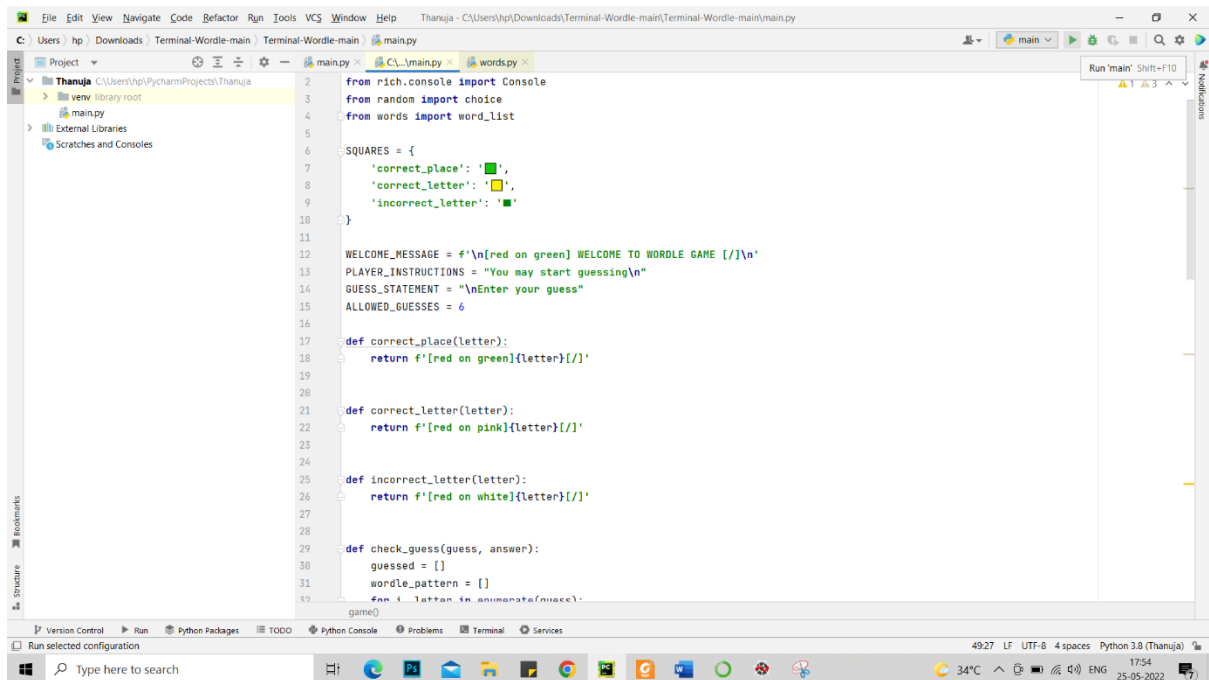 File Edit View Navigate Code Refactor Run Tools VCS Window Help Thanuja - C:\Users\hp\Downloads\Terminal-Wordle-main\Terminal-Wordle-main\main.py
C: Users hp Downloads Terminal-Wordle-main Terminal-Wordle-main main.py main
Project main.py C:\...\main.py words.py Run 'main' Shift+F10
Thanuja C:\Users\hp\PycharmProjects\Thanuja
venv library root
main.py
External Libraries
Scratches and Consoles
1 3
2 from rich.console import Console
3 from random import choice
4 from words import word_list
5
6 SQUARES = {
7 'correct_place': '🟩',
8 'correct_letter': '🟨',
9 'incorrect_letter': '■'
10 }
11
12 WELCOME_MESSAGE = f'\n[red on green] WELCOME TO WORDLE GAME [/]\n'
13 PLAYER_INSTRUCTIONS = "You may start guessing\n"
14 GUESS_STATEMENT = "\nEnter your guess"
15 ALLOWED_GUESSES = 6
16
17 def correct_place(letter):
18 return f'[red on green]{letter}[/]'
19
20
21 def correct_letter(letter):
22 return f'[red on pink]{letter}[/]'
23
24
25 def incorrect_letter(letter):
26 return f'[red on white]{letter}[/]'
27
28
29 def check_guess(guess, answer):
30 guessed = []
31 wordle_pattern = []
32 for i, letter in enumerate(guess):
game()
Project
Bookmarks
Structure
Notifications
Version Control Run Python Packages TODO Python Console Problems Terminal Services
Run selected configuration 49:27 LF UTF-8 4 spaces Python 3.8 (Thanuja)
Type here to search 34°C ENG 17:54
25-05-2022